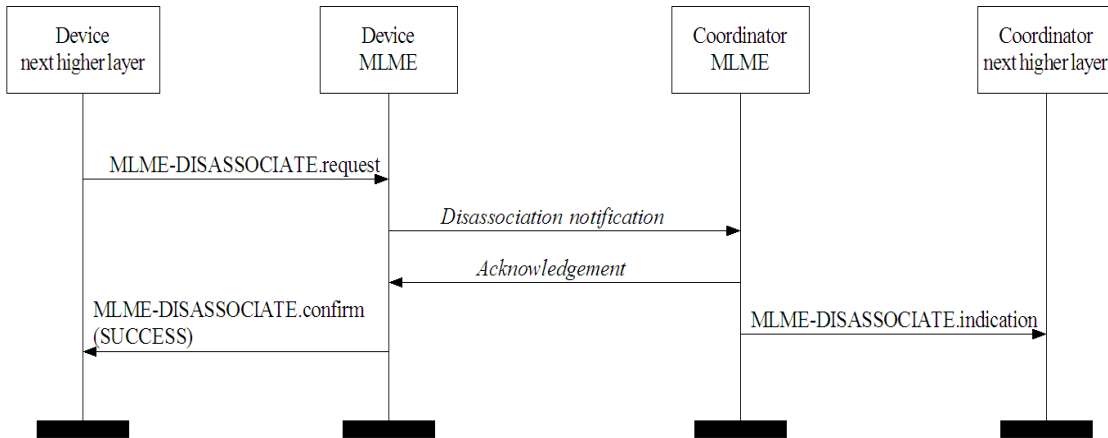 Device
next higher layer
Device
MLME
Coordinator
MLME
Coordinator
next higher layer
MLME-DISASSOCIATE.request
Disassociation notification
Acknowledgement
MLME-DISASSOCIATE.confirm
(SUCCESS)
MLME-DISASSOCIATE.indication